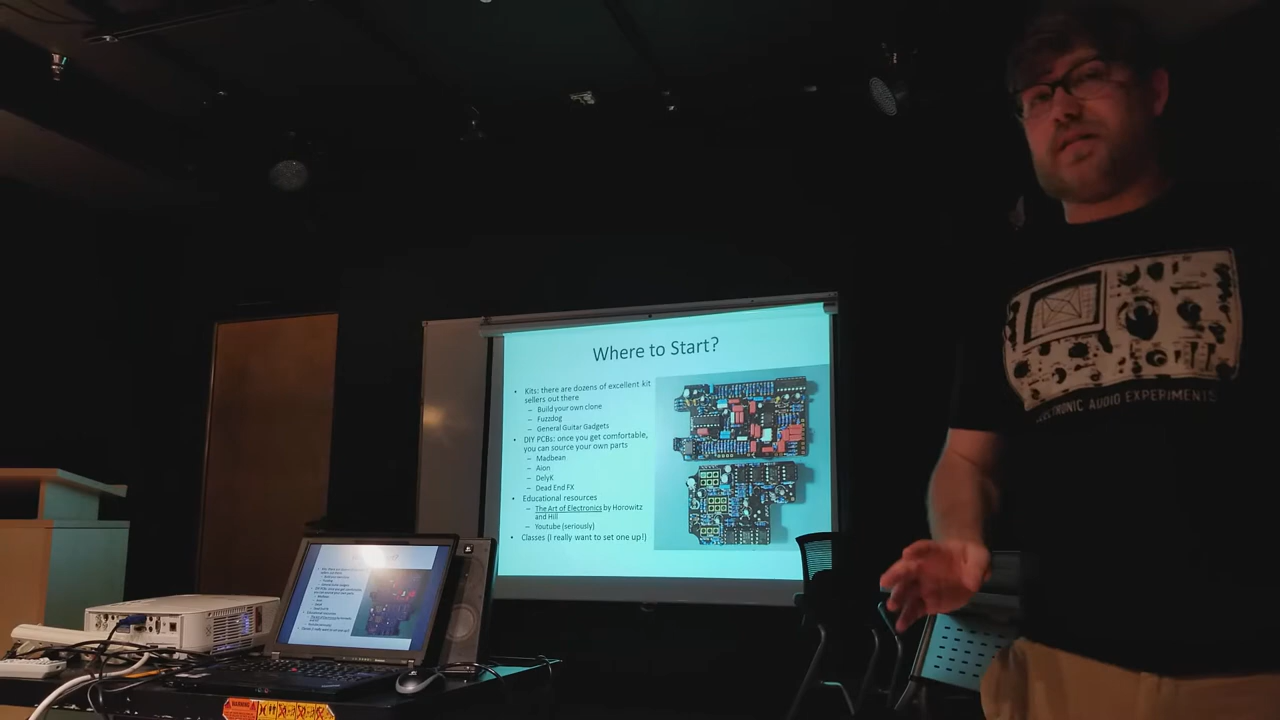 Where to Start?
• Kits: there are dozens of excellent kit
sellers out there
– Build your own clone
– Fuzzdog
– General Guitar Gadgets
• DIY PCBs: once you get comfortable,
you can source your own parts
– Madbean
– Aion
– DelyK
– Dead End FX
• Educational resources
– The Art of Electronics by Horowitz
and Hill
– Youtube (seriously)
• Classes (I really want to set one up!)
AUDIO EXPERIMENTS
WARNING